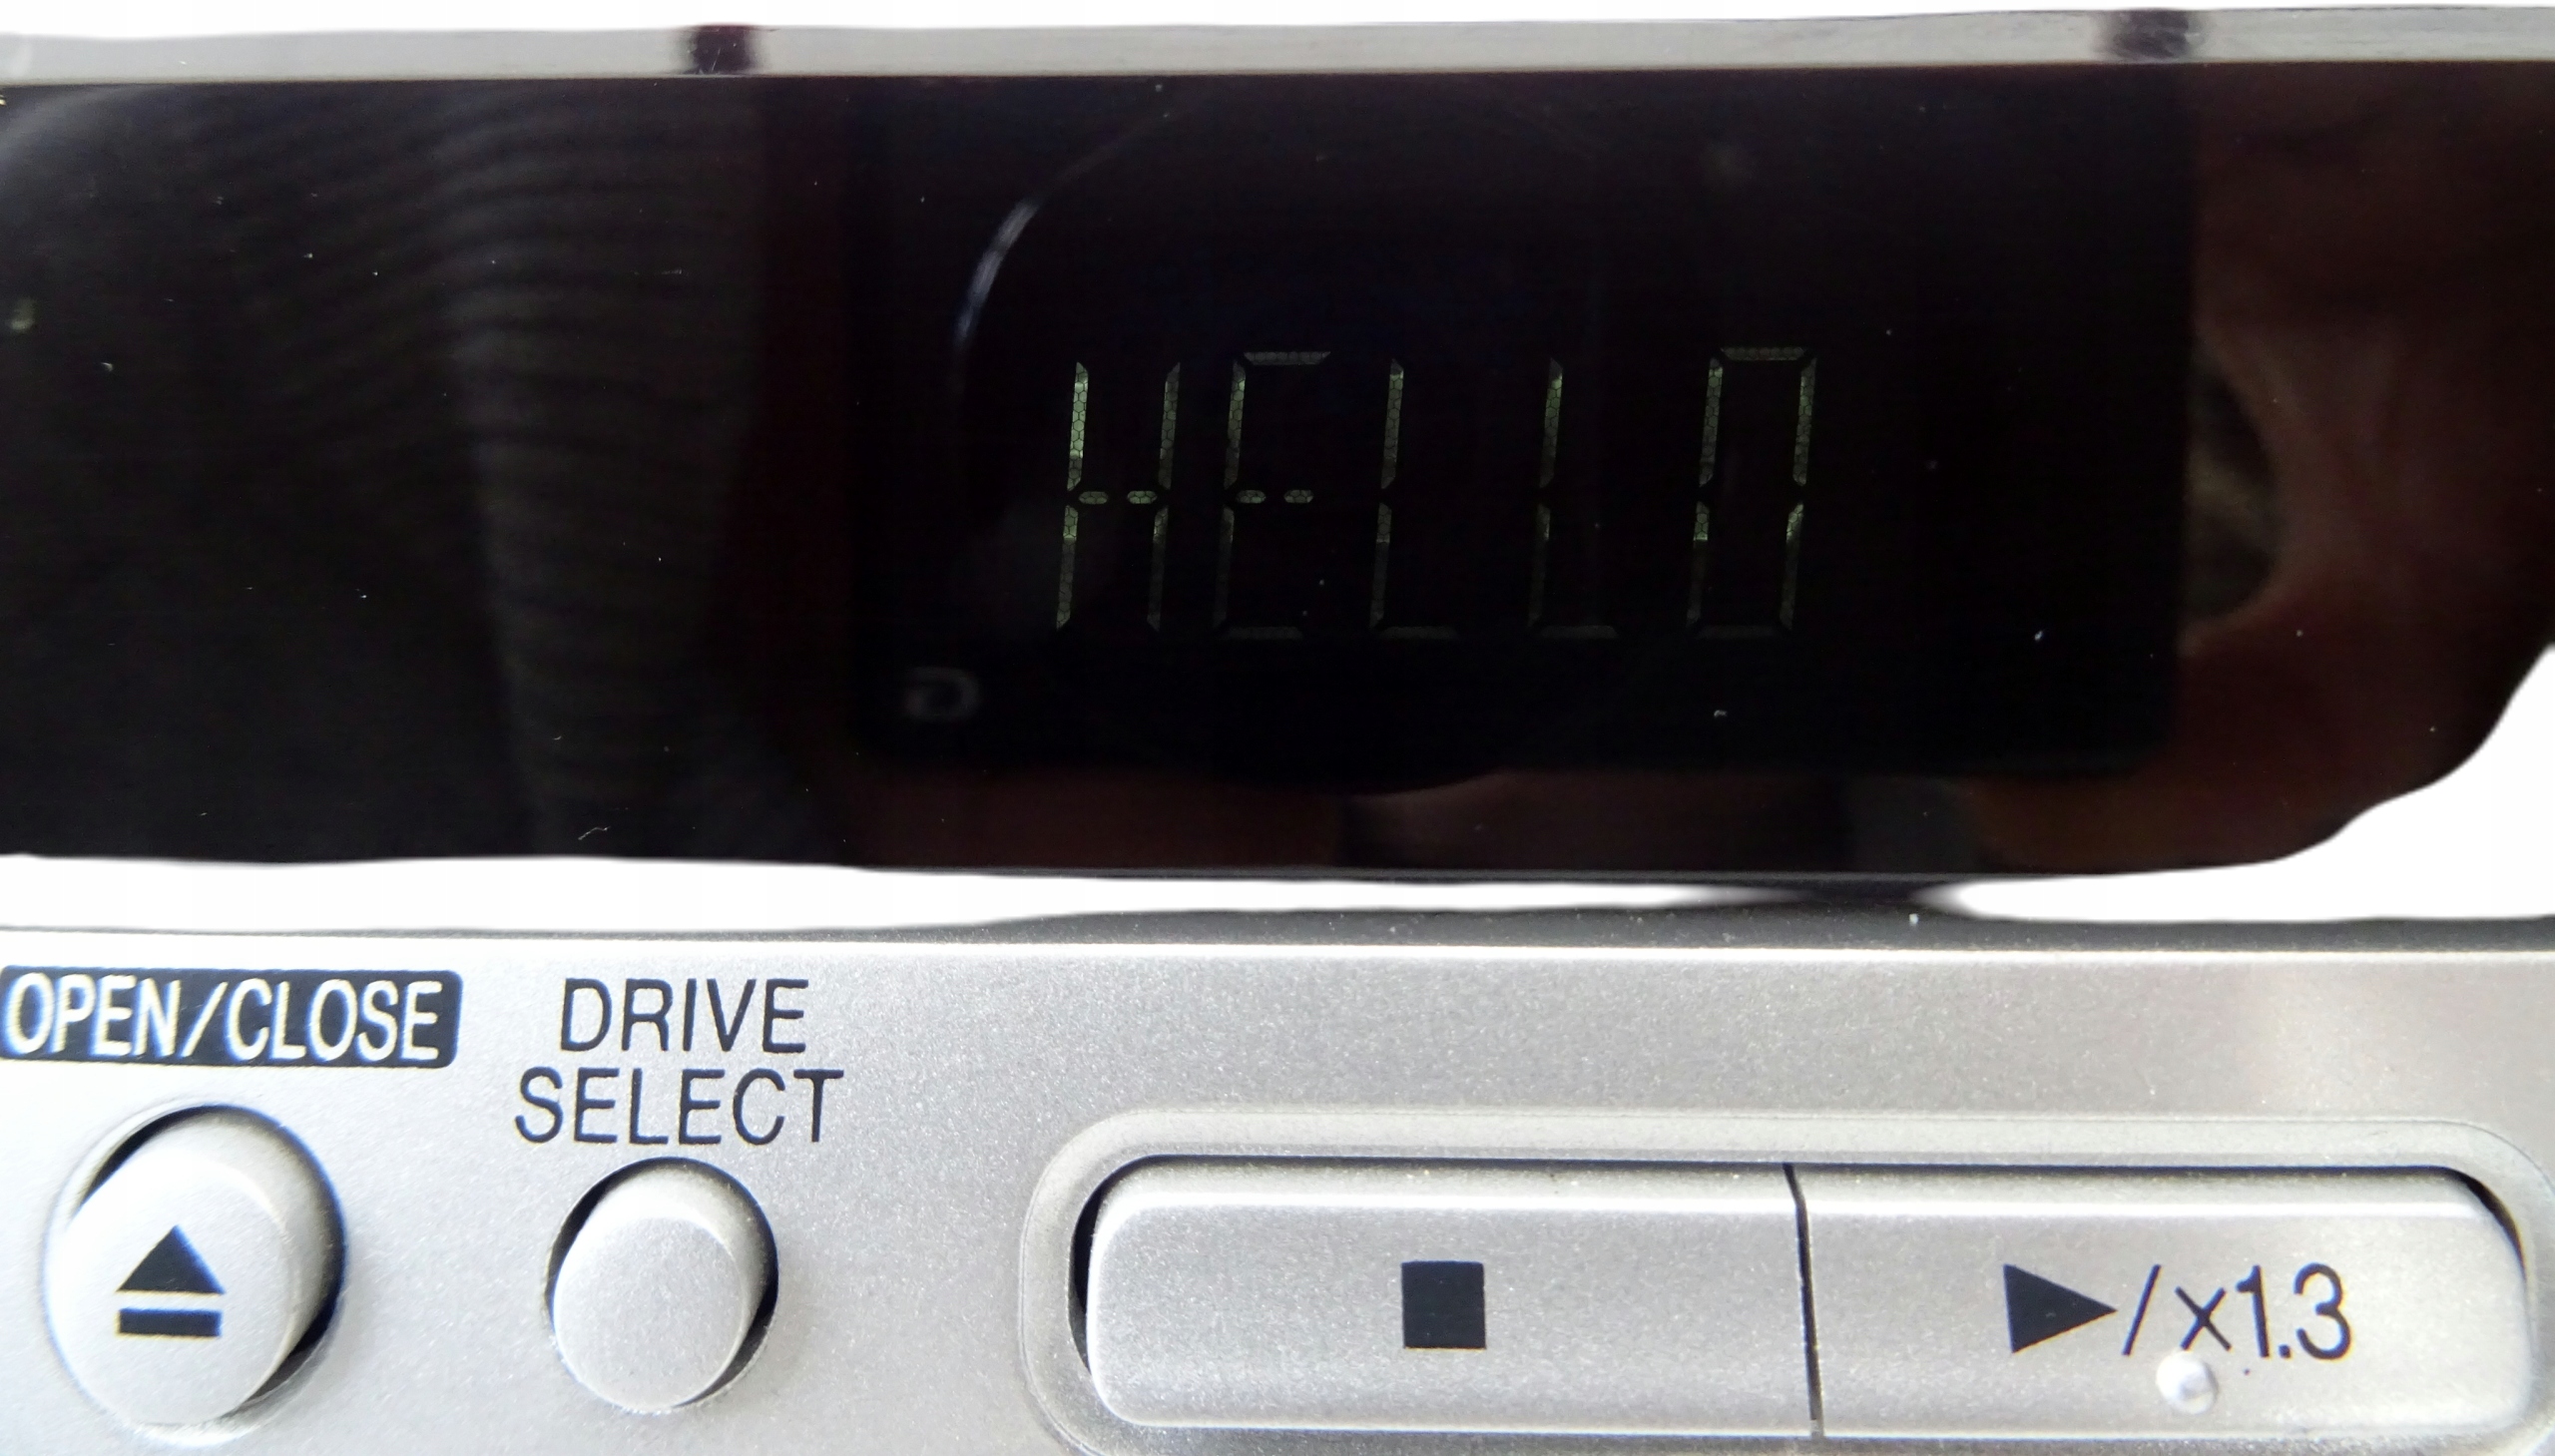 HELLO
OPEN/CLOSE
DRIVE
SELECT
/x1.3